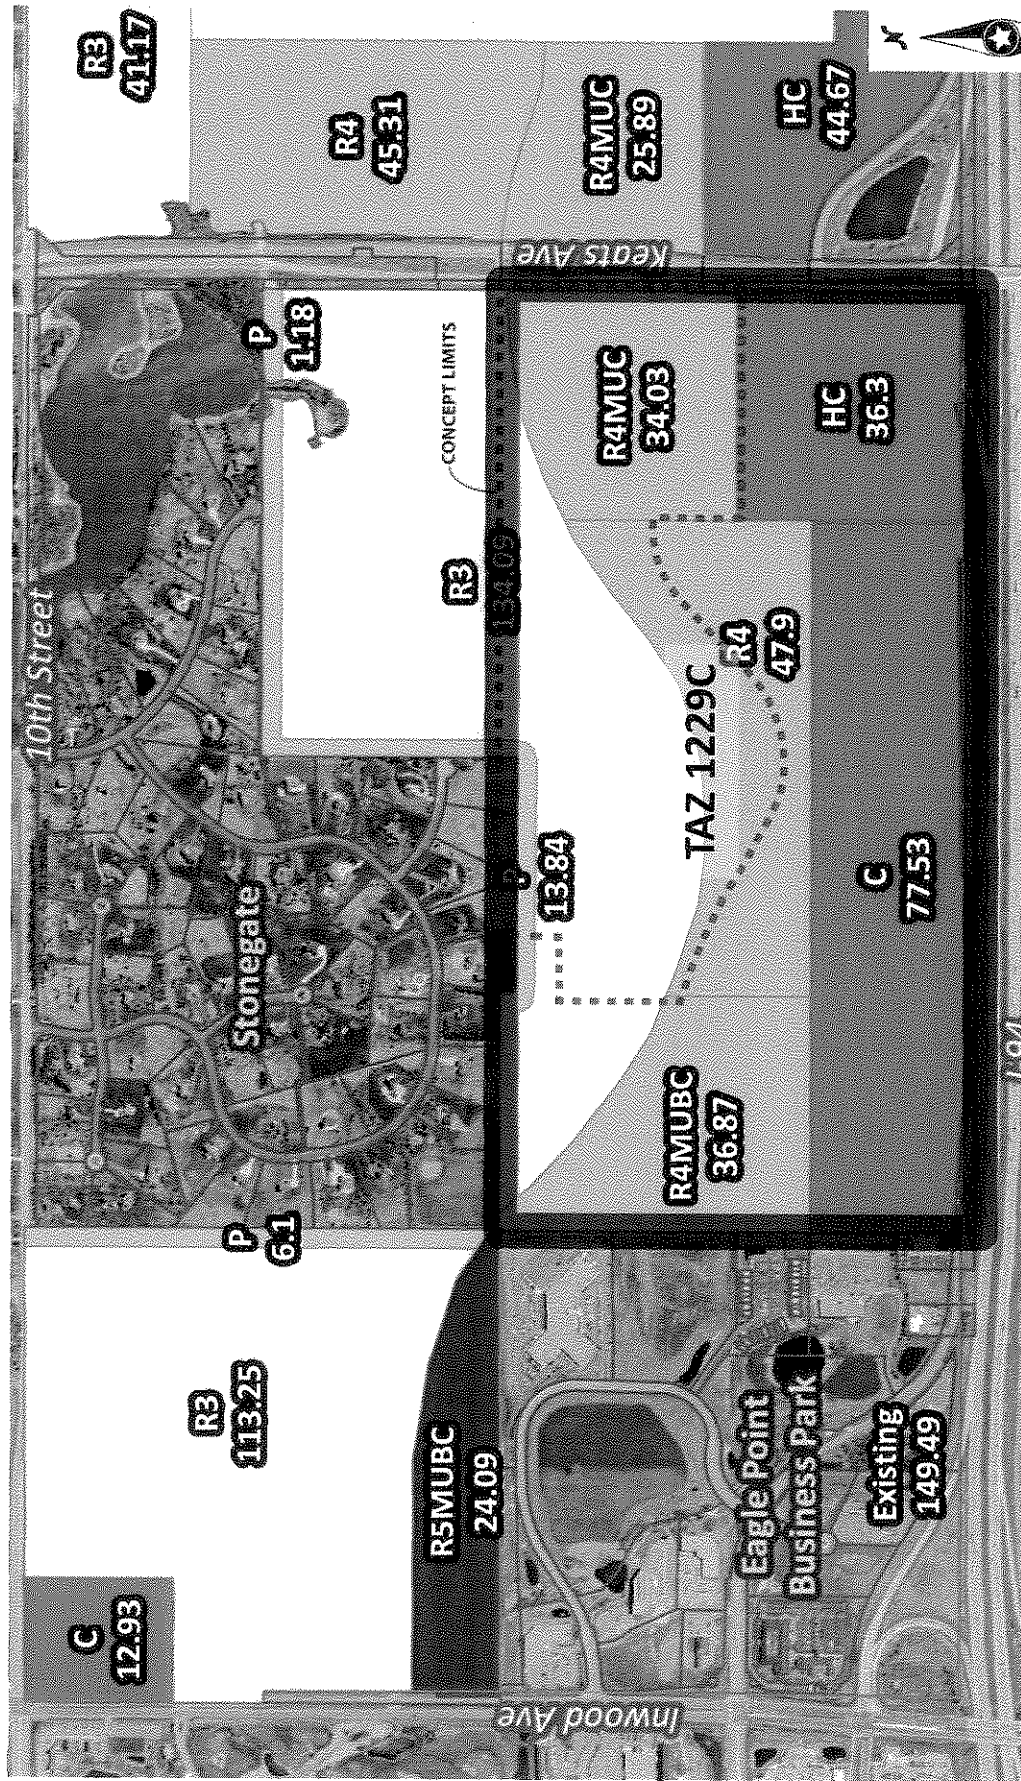 10th Street
C
12.93
R3
113.25
P
6.1
Stonegate
P
1.18
R3
41.17
R4
45.31
R4MUC
25.89
HC
44.67
N
Keats Ave
CONCEPT LIMITS
R3
134.09
P
13.84
R5MUBC
24.09
R4MUBC
36.87
TAZ 1229C
R4
47.9
R4MUC
34.03
HC
36.3
C
77.53
Eagle Point
Business Park
Existing
149.49
Inwood Ave
I 94